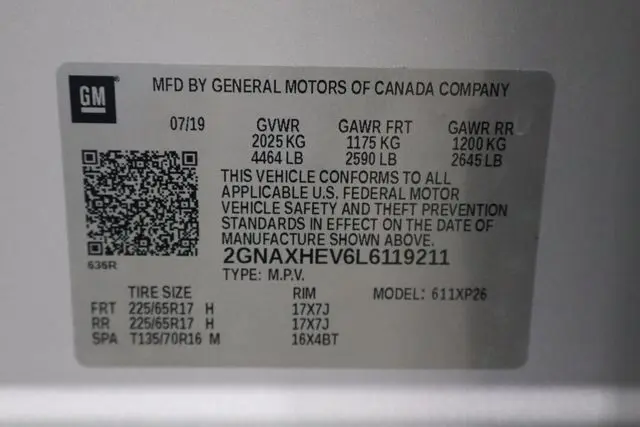 GM
MFD BY GENERAL MOTORS OF CANADA COMPANY
07/19 GVWR GAWR FRT GAWR RR
2025 KG 1175 KG 1200 KG
4464 LB 2590 LB 2645 LB
THIS VEHICLE CONFORMS TO ALL
APPLICABLE U.S. FEDERAL MOTOR
VEHICLE SAFETY AND THEFT PREVENTION
STANDARDS IN EFFECT ON THE DATE OF
MANUFACTURE SHOWN ABOVE.
636R 2GNAXHEV6L6119211
TYPE: M.P.V.
TIRE SIZE RIM MODEL: 611XP26
FRT 225/65R17 H 17X7J
RR 225/65R17 H 17X7J
SPA T135/70R16 M 16X4BT